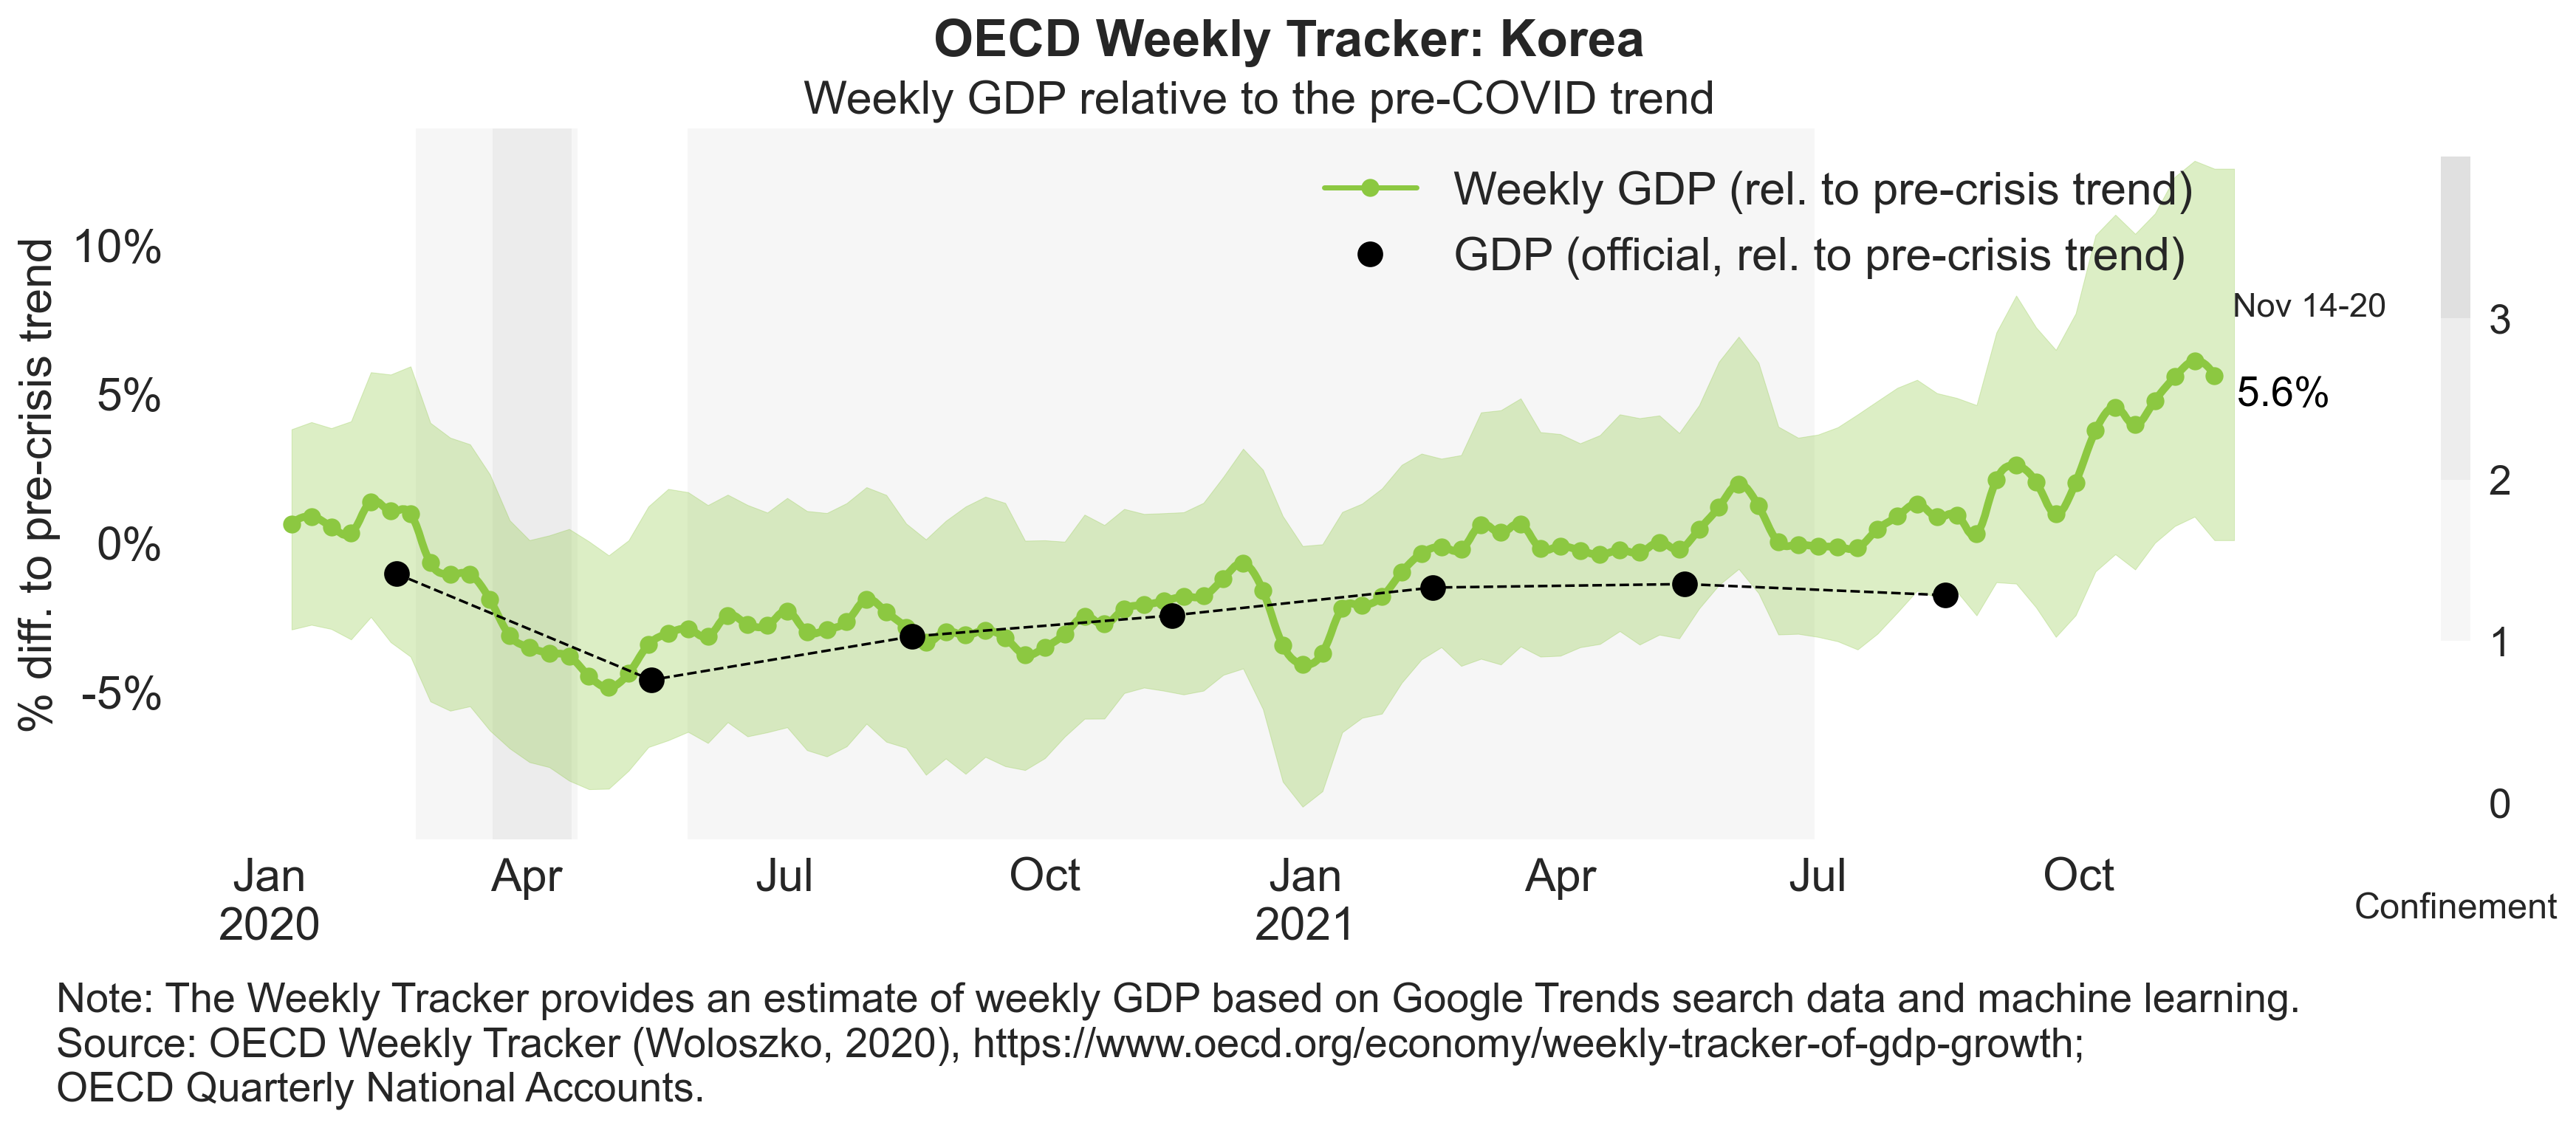 OECD Weekly Tracker: Korea
Weekly GDP relative to the pre-COVID trend
% diff. to pre-crisis trend
10%
5%
0%
-5%
Weekly GDP (rel. to pre-crisis trend)
GDP (official, rel. to pre-crisis trend)
Nov 14-20
5.6%
3
2
1
0
Confinement
Jan Apr Jul Oct Jan Apr Jul Oct
2020 2021
Note: The Weekly Tracker provides an estimate of weekly GDP based on Google Trends search data and machine learning.
Source: OECD Weekly Tracker (Woloszko, 2020), https://www.oecd.org/economy/weekly-tracker-of-gdp-growth;
OECD Quarterly National Accounts.